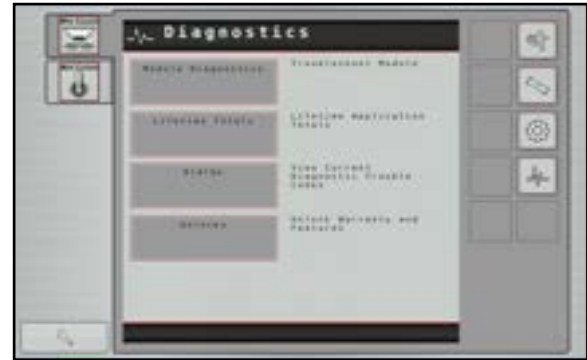 Diagnostics
Module Diagnostics
Troubleshoot Module
Lifetime Totals
Lifetime Application
Totals
Alarms
View Current
Diagnostic Trouble
Codes
Unlocks
Unlock Warranty and
Features